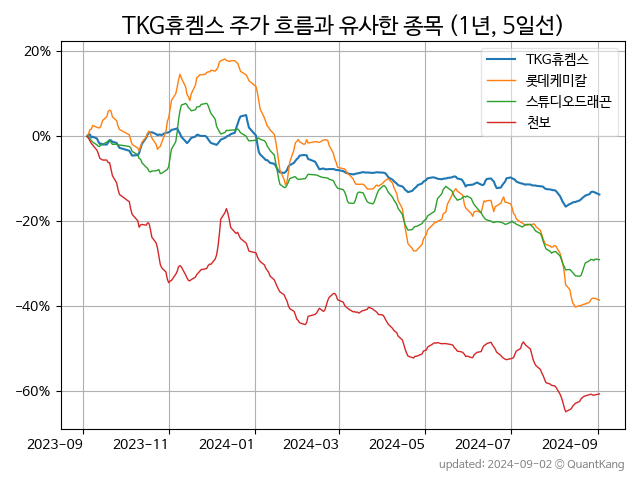 TKG휴켐스 주가 흐름과 유사한 종목 (1년, 5일선)
TKG휴켐스
롯데케미칼
스튜디오드래곤
천보
20%
0%
−20%
−40%
−60%
2023-09 2023-11 2024-01 2024-03 2024-05 2024-07 2024-09
updated: 2024-09-02 © QuantKang